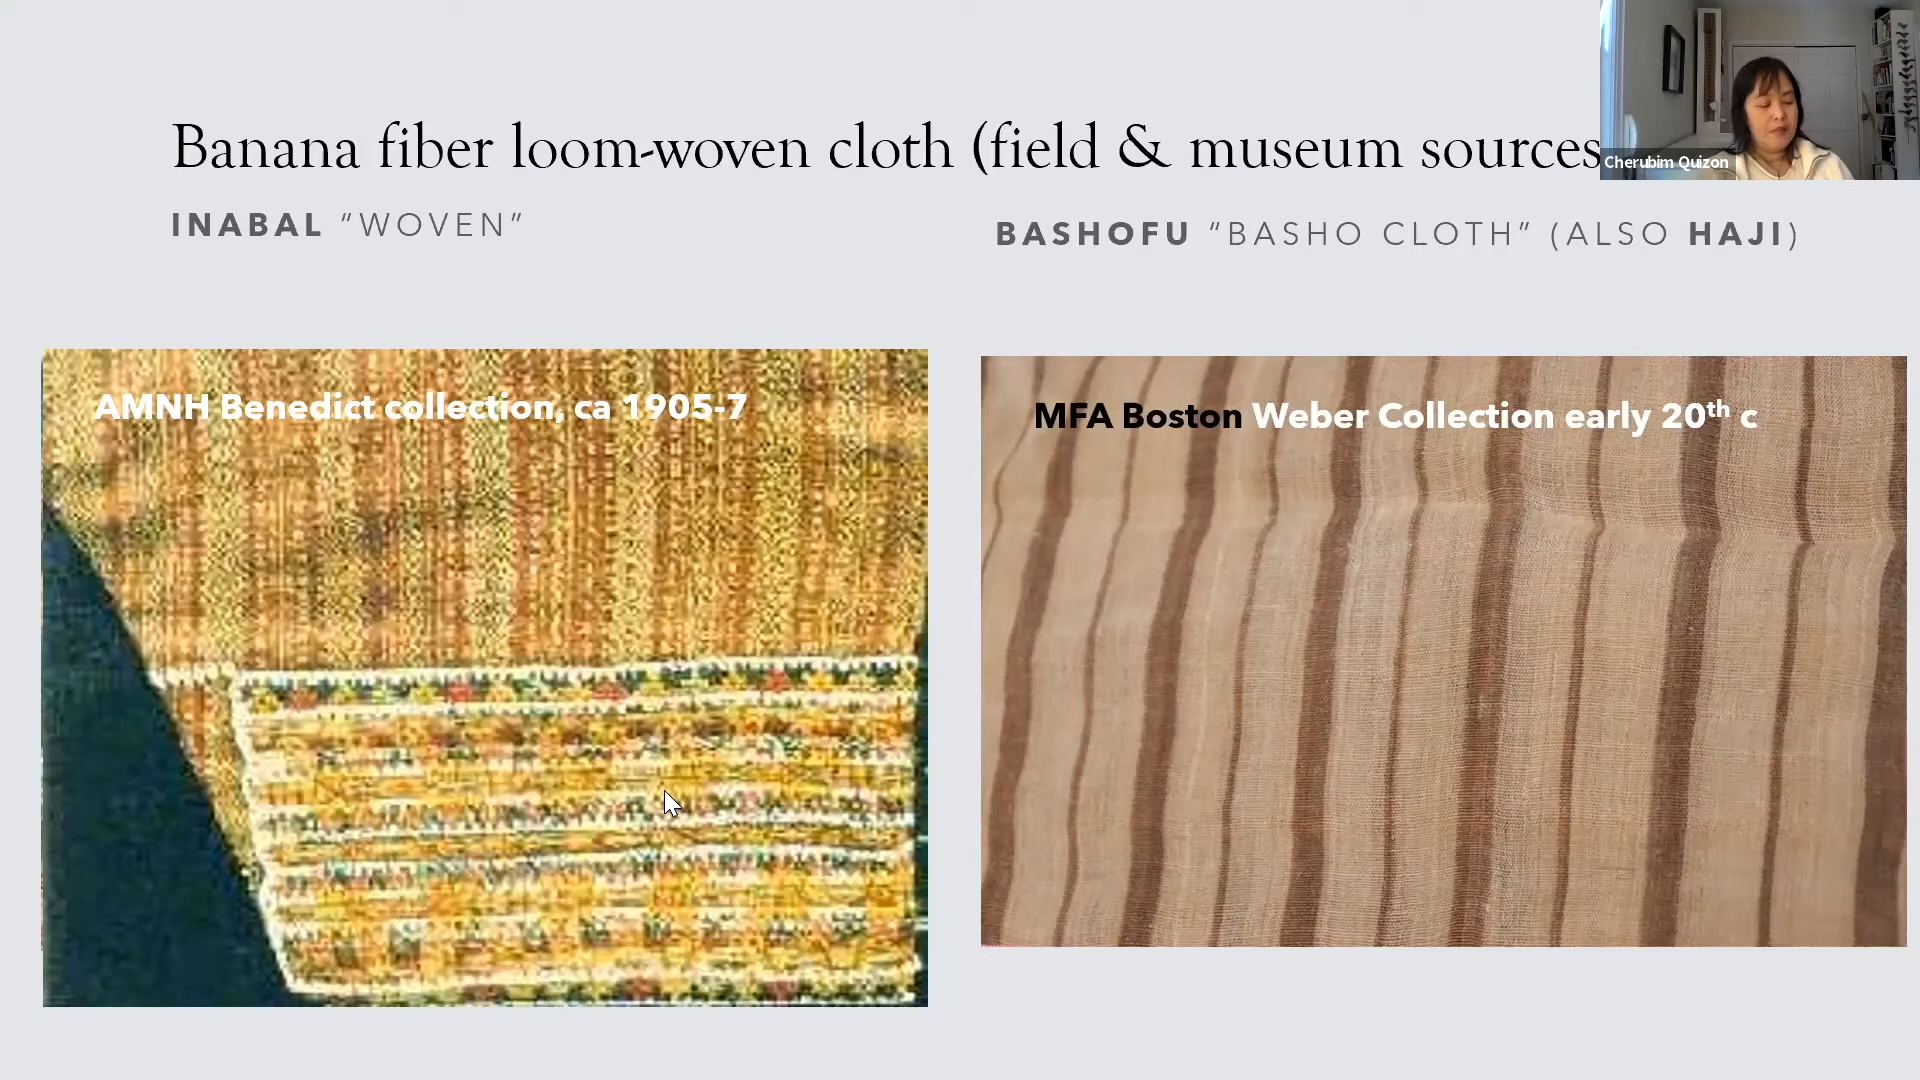 Banana fiber loom-woven cloth (field & museum sources
Cherubim Quizon
INABAL “WOVEN”
BASHOFU “BASHO CLOTH” (ALSO HAJI)
AMNH Benedict collection, ca 1905-7
MFA Boston Weber Collection early 20th c